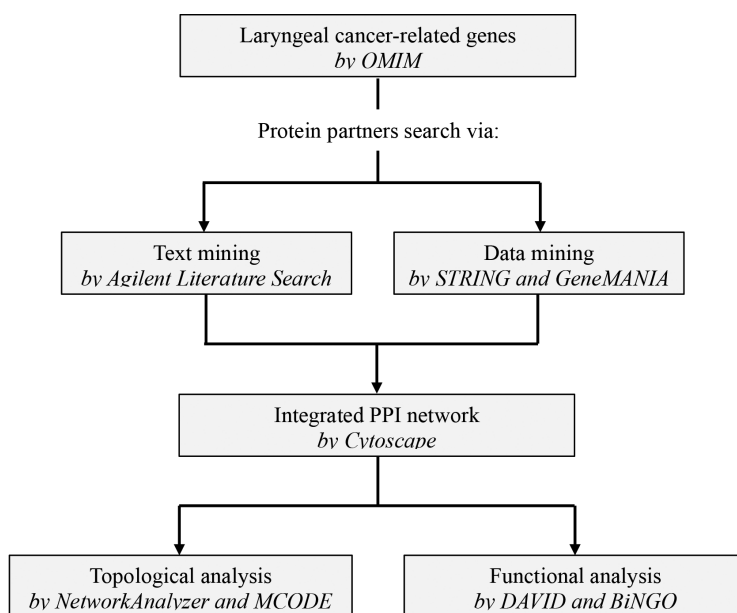 Laryngeal cancer-related genes
by OMIM
Protein partners search via:
Text mining
by Agilent Literature Search
Data mining
by STRING and GeneMANIA
Integrated PPI network
by Cytoscape
Topological analysis
by NetworkAnalyzer and MCODE
Functional analysis
by DAVID and BiNGO